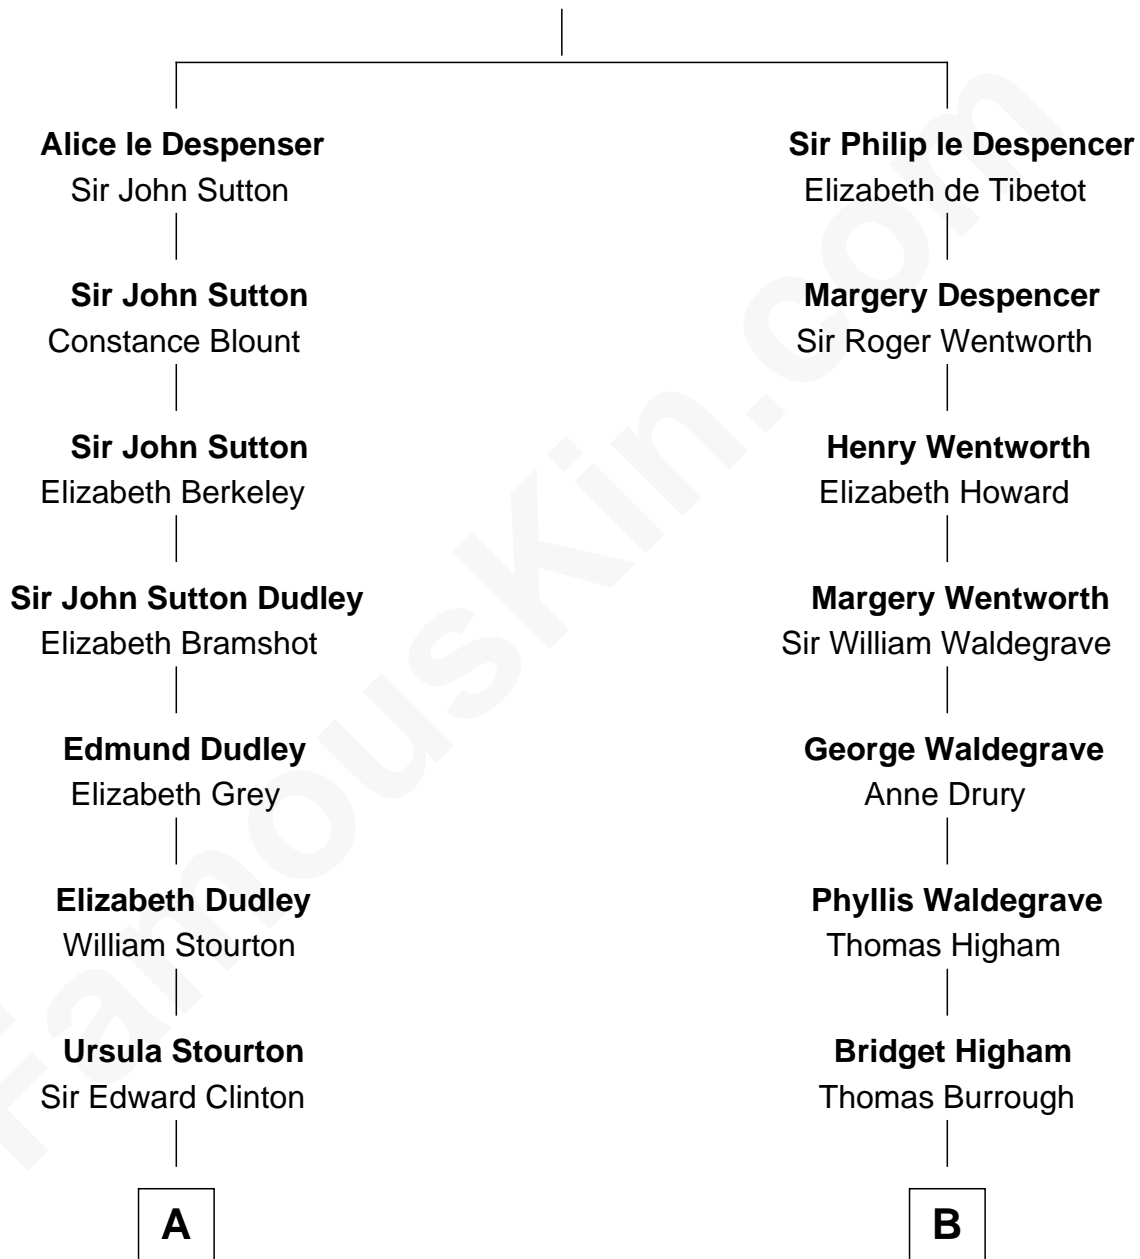 Alice le Despenser
Sir John Sutton
Sir John Sutton
Constance Blount
Sir John Sutton
Elizabeth Berkeley
Sir John Sutton Dudley
Elizabeth Bramshot
Edmund Dudley
Elizabeth Grey
Elizabeth Dudley
William Stourton
Ursula Stourton
Sir Edward Clinton
A
Sir Philip le Despencer
Elizabeth de Tibetot
Margery Despencer
Sir Roger Wentworth
Henry Wentworth
Elizabeth Howard
Margery Wentworth
Sir William Waldegrave
George Waldegrave
Anne Drury
Phyllis Waldegrave
Thomas Higham
Bridget Higham
Thomas Burrough
B
FamousKin.com